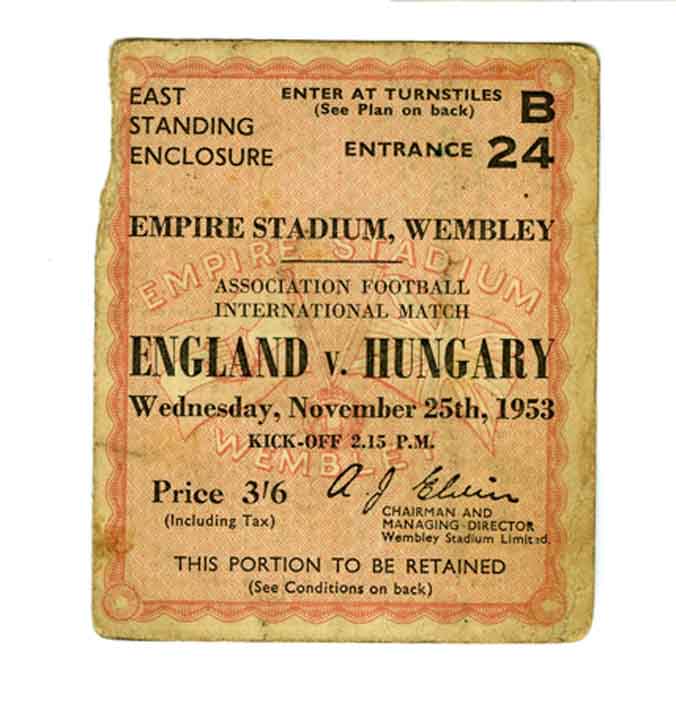 EAST
STANDING
ENCLOSURE
ENTER AT TURNSTILES
(See Plan on back)
B
ENTRANCE 24
EMPIRE STADIUM, WEMBLEY
EMPIRE STADIUM
ASSOCIATION FOOTBALL
INTERNATIONAL MATCH
ENGLAND v. HUNGARY
Wednesday, November 25th, 1953
KICK-OFF 2.15 P.M.
WEMBLEY
Price 3/6
(Including Tax)
A J Elvin
CHAIRMAN AND
MANAGING DIRECTOR
Wembley Stadium Limited.
THIS PORTION TO BE RETAINED
(See Conditions on back)